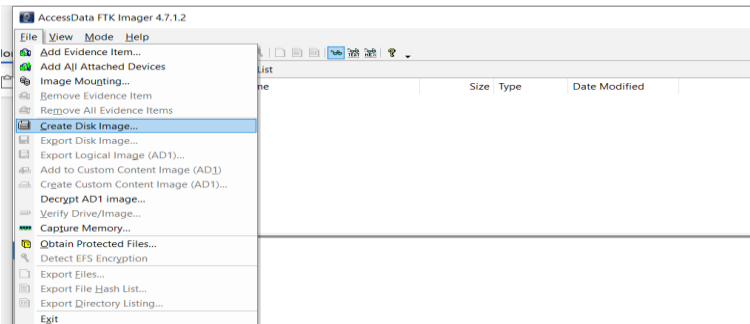 AccessData FTK Imager 4.7.1.2
File View Mode Help
Add Evidence Item...
Add All Attached Devices
Image Mounting...
Remove Evidence Item
Remove All Evidence Items
Create Disk Image...
Export Disk Image...
Export Logical Image (AD1)...
Add to Custom Content Image (AD1)
Create Custom Content Image (AD1)...
Decrypt AD1 image...
Verify Drive/Image...
Capture Memory...
Obtain Protected Files...
Detect EFS Encryption
Export Files...
Export File Hash List...
Export Directory Listing...
Exit
List
Size Type Date Modified